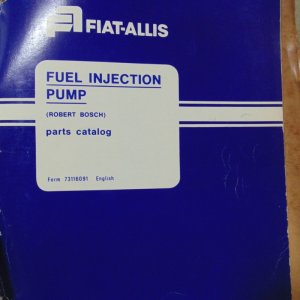 FIAT-ALLIS
FUEL INJECTION
PUMP
(ROBERT BOSCH)
parts catalog
Form 73116091 English